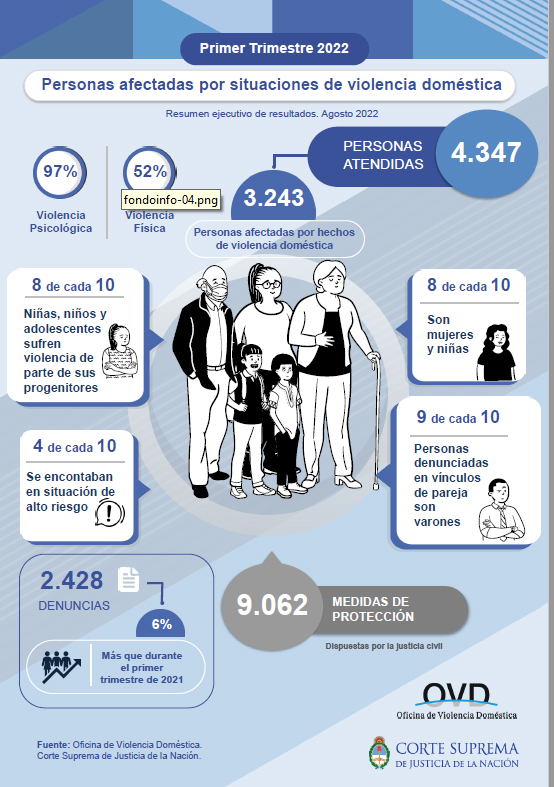 Primer Trimestre 2022
Personas afectadas por situaciones de violencia doméstica
Resumen ejecutivo de resultados. Agosto 2022
PERSONAS
ATENDIDAS
4.347
97%
Violencia
Psicológica
52%
fondoinfo-04.png
Violencia
Física
3.243
Personas afectadas por hechos
de violencia doméstica
8 de cada 10
Niñas, niños y
adolescentes
sufren
violencia de
parte de sus
progenitores
8 de cada 10
Son
mujeres
y niñas
4 de cada 10
Se encontaban
en situación de
alto riesgo
9 de cada 10
Personas
denunciadas
en vínculos
de pareja
son
varones
2.428
DENUNCIAS
6%
Más que durante
el primer
trimestre de 2021
9.062
MEDIDAS DE
PROTECCIÓN
Dispuestas por la justicia civil
OVD
Oficina de Violencia Doméstica
Fuente: Oficina de Violencia Doméstica.
Corte Suprema de Justicia de la Nación.
CORTE SUPREMA
DE JUSTICIA DE LA NACIÓN